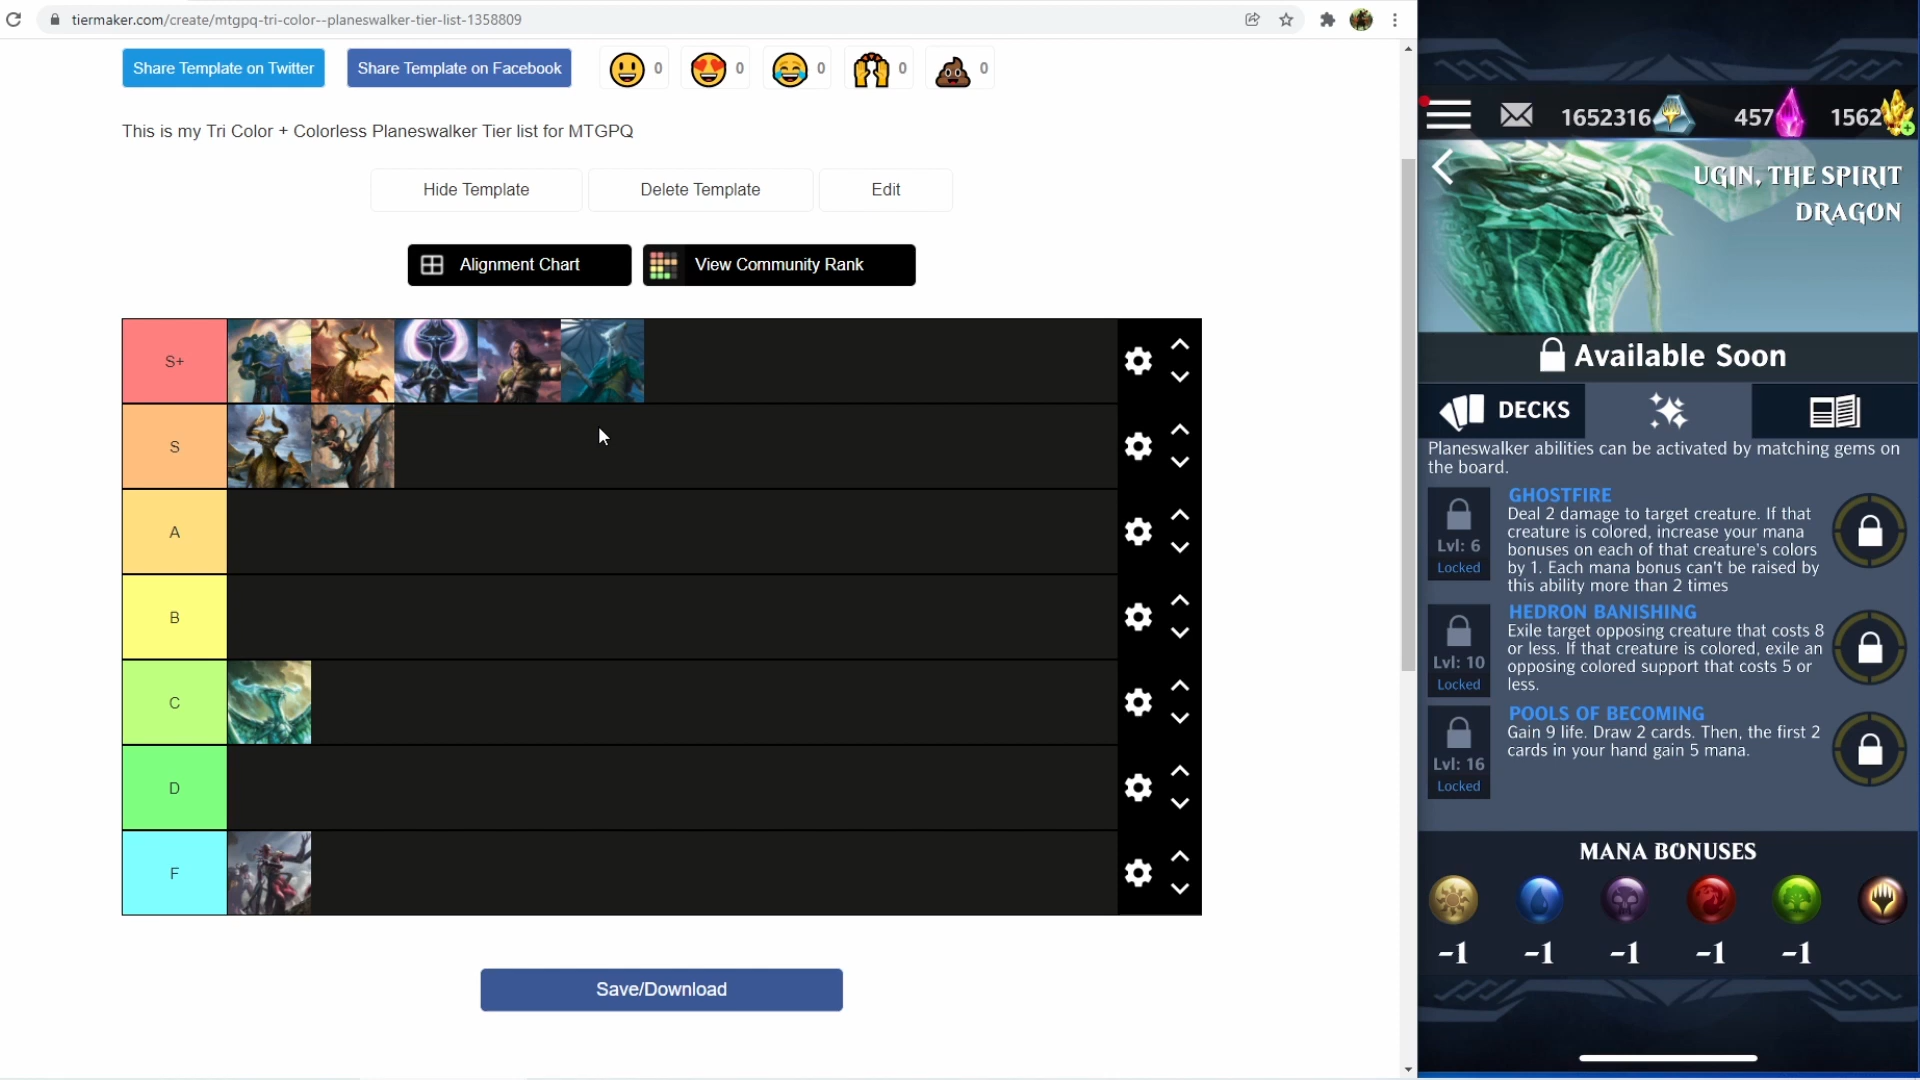 tiermaker.com/create/mtgpq-tri-color--planeswalker-tier-list-1358809
Share Template on Twitter
Share Template on Facebook
0
0
0
0
0
This is my Tri Color + Colorless Planeswalker Tier list for MTGPQ
Hide Template
Delete Template
Edit
Alignment Chart
View Community Rank
S+
S
A
B
C
D
F
Save/Download
1652316
457
1562
UGIN, THE SPIRIT
DRAGON
Available Soon
DECKS
Planeswalker abilities can be activated by matching gems on
the board.
Lvl: 6
Locked
GHOSTFIRE
Deal 2 damage to target creature. If that
creature is colored, increase your mana
bonuses on each of that creature's colors
by 1. Each mana bonus can't be raised by
this ability more than 2 times
Lvl: 10
Locked
HEDRON BANISHING
Exile target opposing creature that costs 8
or less. If that creature is colored, exile an
opposing colored support that costs 5 or
less.
Lvl: 16
Locked
POOLS OF BECOMING
Gain 9 life. Draw 2 cards. Then, the first 2
cards in your hand gain 5 mana.
MANA BONUSES
-1 -1 -1 -1 -1